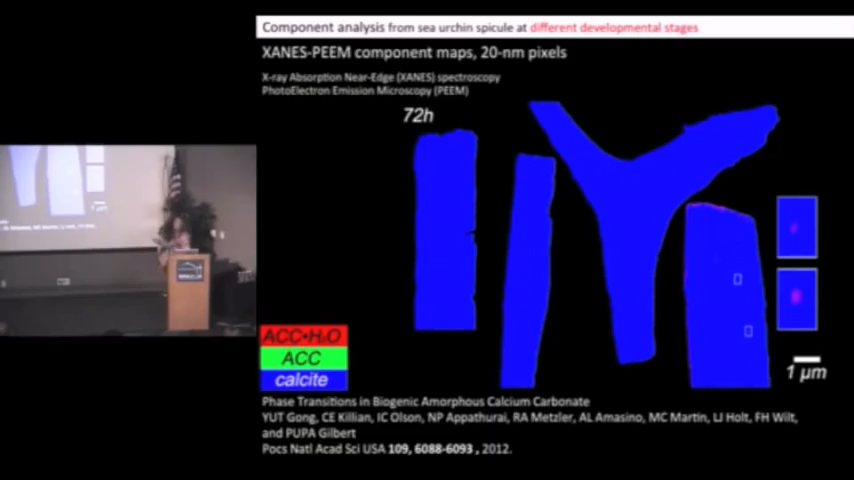 Component analysis from sea urchin spicule at different developmental stages
XANES-PEEM component maps, 20-nm pixels
X-ray Absorption Near-Edge (XANES) spectroscopy
PhotoElectron Emission Microscopy (PEEM)
72h
ACC•H₂O
ACC
calcite
1 µm
Phase Transitions in Biogenic Amorphous Calcium Carbonate
YUT Gong, CE Killian, IC Olson, NP Appathurai, RA Metzler, AL Amasino, MC Martin, LJ Holt, FH Wilt,
and PUPA Gilbert
Pocs Natl Acad Sci USA 109, 6088-6093 , 2012.